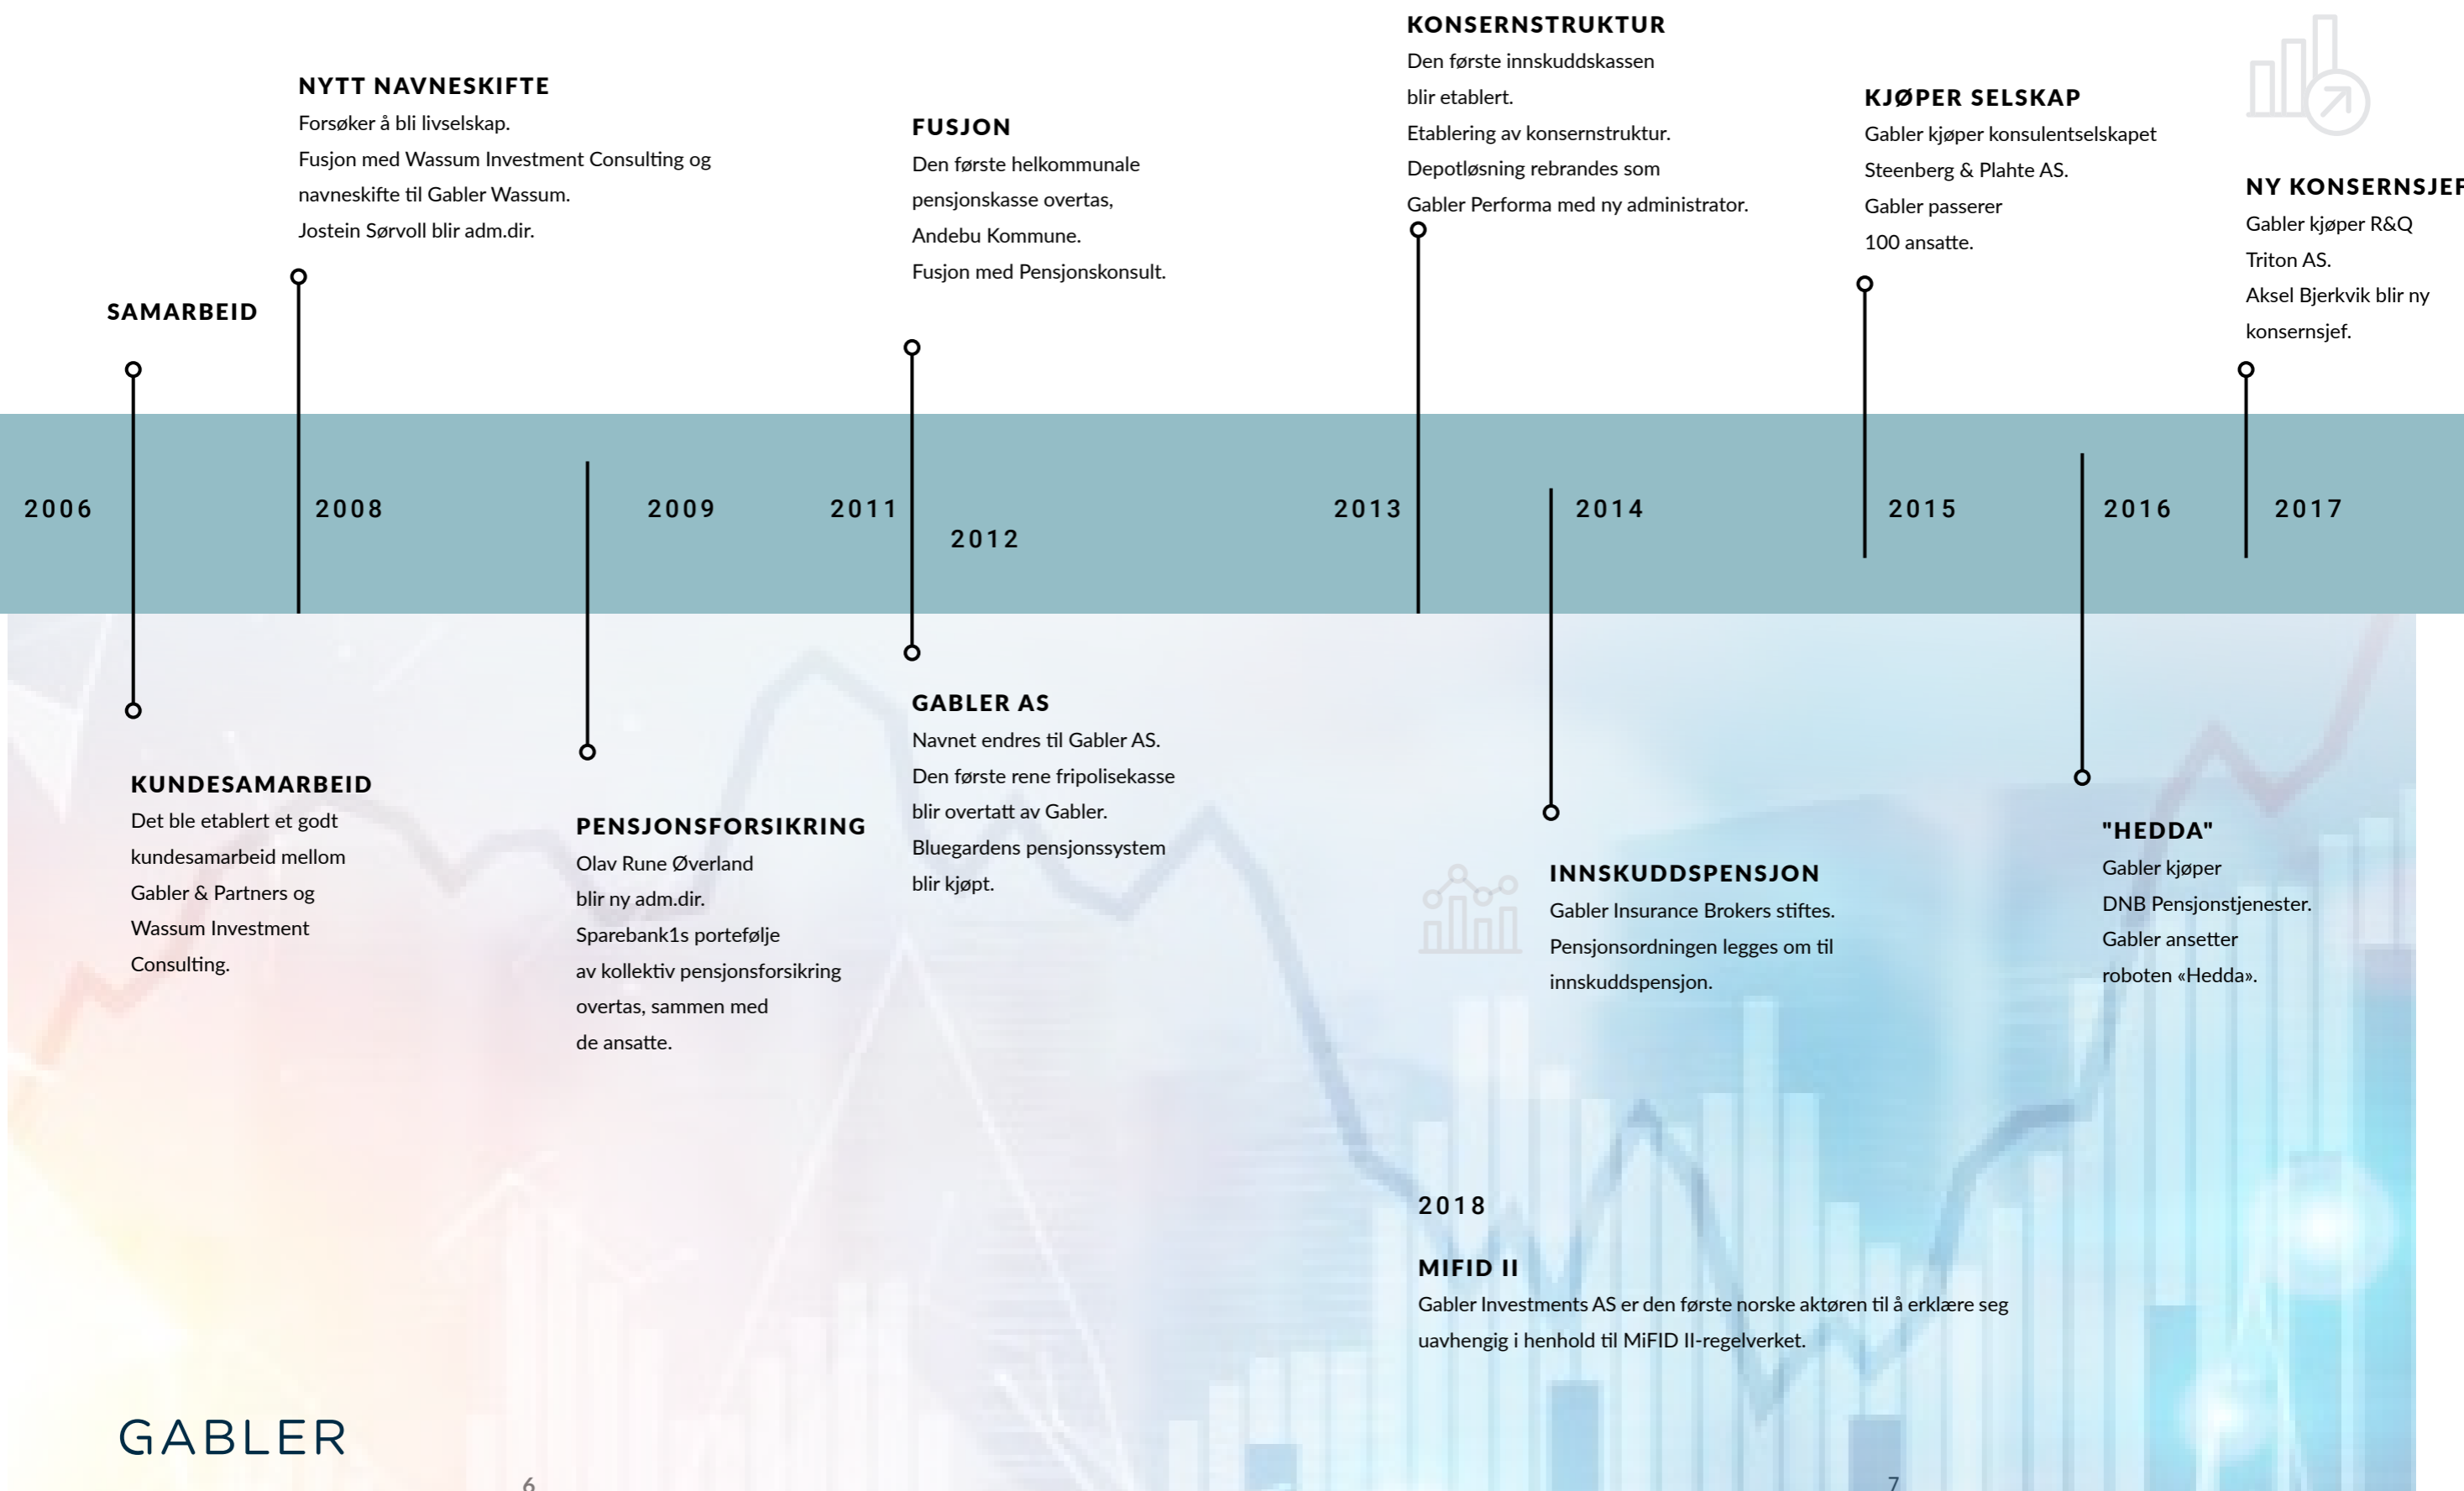 NYTT NAVNESKIFTE
Forsøker å bli livselskap.
Fusjon med Wassum Investment Consulting og
navneskifte til Gabler Wassum.
Jostein Sørvoll blir adm.dir.
SAMARBEID
FUSJON
Den første helkommunale
pensjonskasse overtas,
Andebu Kommune.
Fusjon med Pensjonskonsult.
KONSERNSTRUKTUR
Den første innskuddskassen
blir etablert.
Etablering av konsernstruktur.
Depotløsning rebrandes som
Gabler Performa med ny administrator.
KJØPER SELSKAP
Gabler kjøper konsulentselskapet
Steenberg & Plahte AS.
Gabler passerer
100 ansatte.
NY KONSERNSJEF
Gabler kjøper R&Q
Triton AS.
Aksel Bjerkvik blir ny
konsernsjef.
2006
2008
2009
2011
2012
2013
2014
2015
2016
2017
KUNDESAMARBEID
Det ble etablert et godt
kundesamarbeid mellom
Gabler & Partners og
Wassum Investment
Consulting.
PENSJONSFORSIKRING
Olav Rune Øverland
blir ny adm.dir.
Sparebank1s portefølje
av kollektiv pensjonsforsikring
overtas, sammen med
de ansatte.
GABLER AS
Navnet endres til Gabler AS.
Den første rene fripolisekasse
blir overtatt av Gabler.
Bluegardens pensjonssystem
blir kjøpt.
INNSKUDDSPENSJON
Gabler Insurance Brokers stiftes.
Pensjonsordningen legges om til
innskuddspensjon.
"HEDDA"
Gabler kjøper
DNB Pensjonstjenester.
Gabler ansetter
roboten «Hedda».
2018
MIFID II
Gabler Investments AS er den første norske aktøren til å erklære seg
uavhengig i henhold til MiFID II-regelverket.
GABLER
6
7